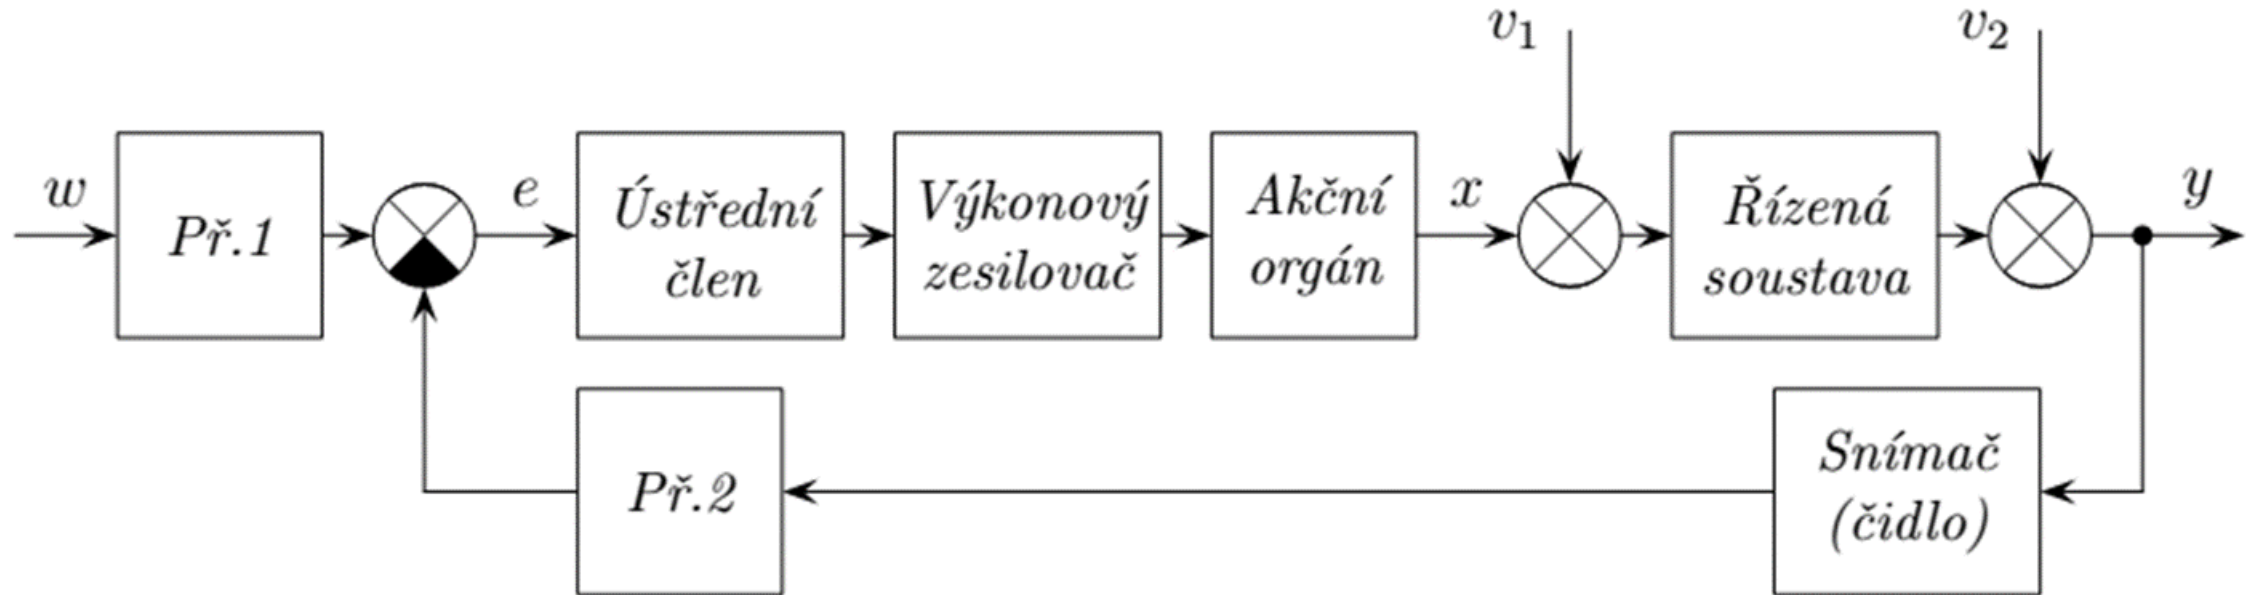 v₁
v₂
w
Př.1
e
Ústřední
člen
Výkonový
zesilovač
Akční
orgán
x
Řízená
soustava
y
Př.2
Snímač
(čidlo)